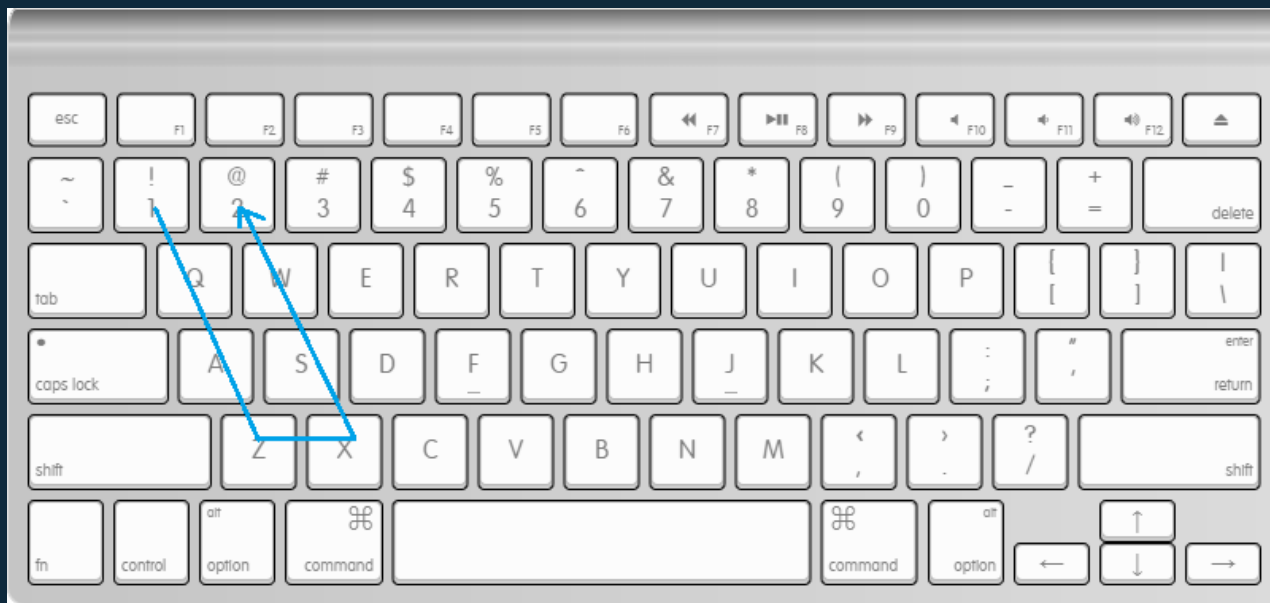 esc F1 F2 F3 F4 F5 F6 F7 F8 F9 F10 F11 F12
~ ! @ # $ % ^ & * ( ) _ +
` 1 2 3 4 5 6 7 8 9 0 - = delete
tab Q W E R T Y U I O P { } |
[ ] \
caps lock A S D F G H J K L : ; " ' enter return
shift Z X C V B N M < , > . ? / shift
fn control alt option ⌘ command ⌘ command alt option ↑
← ↓ →